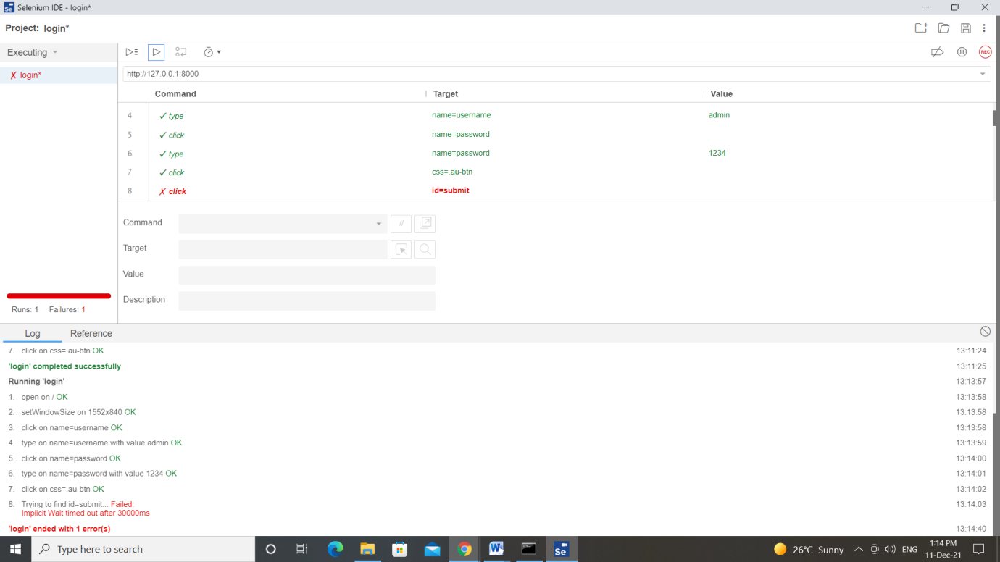 Selenium IDE - login*
Project: login*
Executing
login*
http://127.0.0.1:8000
Command Target Value
4 ✓ type name=username admin
5 ✓ click name=password
6 ✓ type name=password 1234
7 ✓ click css=.au-btn
8 ✗ click id=submit
Command
//
Target
Value
Description
Runs: 1 Failures: 1
Log Reference
7. click on css=.au-btn OK 13:11:24
'login' completed successfully 13:11:25
Running 'login' 13:13:57
1. open on / OK 13:13:58
2. setWindowSize on 1552x840 OK 13:13:58
3. click on name=username OK 13:13:58
4. type on name=username with value admin OK 13:13:59
5. click on name=password OK 13:14:00
6. type on name=password with value 1234 OK 13:14:01
7. click on css=.au-btn OK 13:14:02
8. Trying to find id=submit... Failed: 13:14:03
Implicit Wait timed out after 30000ms
'login' ended with 1 error(s) 13:14:40
Type here to search
26°C Sunny
ENG
1:14 PM
11-Dec-21
Se
REC